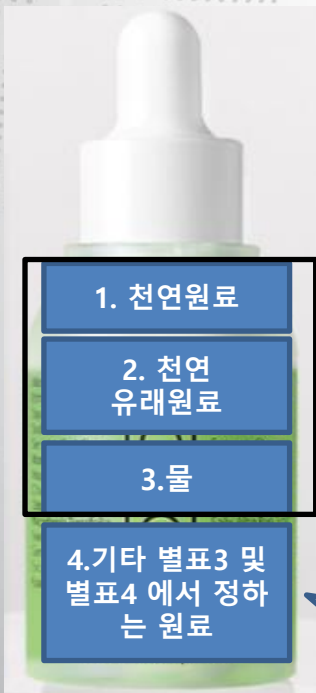 1. 천연원료
2. 천연
유래원료
3.물
4.기타 별표3 및
별표4 에서 정하
는 원료